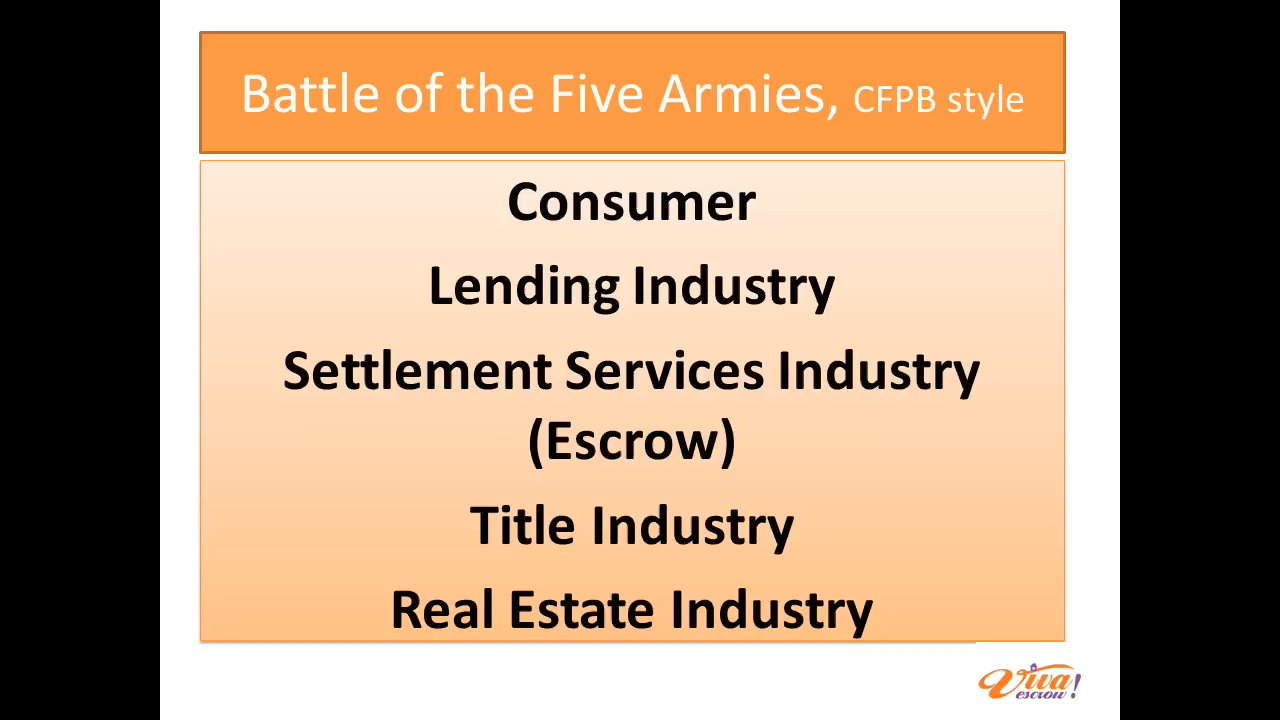 Battle of the Five Armies, CFPB style
Consumer
Lending Industry
Settlement Services Industry
(Escrow)
Title Industry
Real Estate Industry
Viva!
escrow